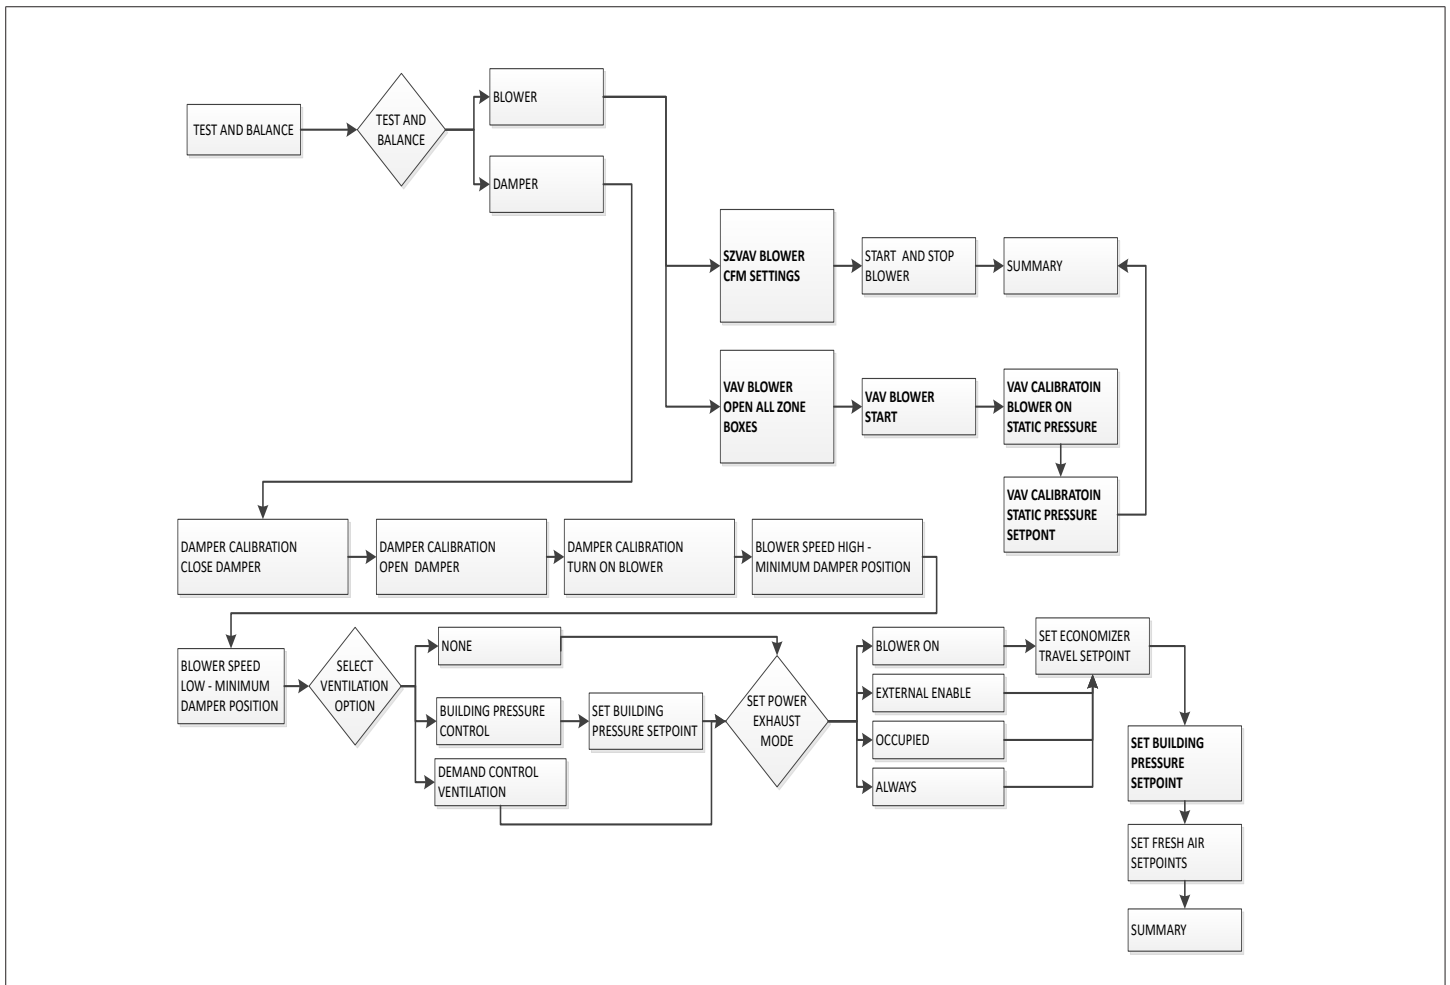 TEST AND BALANCE
TEST AND
BALANCE
BLOWER
DAMPER
SZVAV BLOWER
CFM SETTINGS
START AND STOP
BLOWER
SUMMARY
VAV BLOWER
OPEN ALL ZONE
BOXES
VAV BLOWER
START
VAV CALIBRATOIN
BLOWER ON
STATIC PRESSURE
VAV CALIBRATOIN
STATIC PRESSURE
SETPONT
DAMPER CALIBRATION
CLOSE DAMPER
DAMPER CALIBRATION
OPEN DAMPER
DAMPER CALIBRATION
TURN ON BLOWER
BLOWER SPEED HIGH -
MINIMUM DAMPER POSITION
BLOWER SPEED
LOW - MINIMUM
DAMPER POSITION
SELECT
VENTILATION
OPTION
NONE
BUILDING PRESSURE
CONTROL
SET BUILDING
PRESSURE SETPOINT
DEMAND CONTROL
VENTILATION
SET POWER
EXHAUST
MODE
BLOWER ON
EXTERNAL ENABLE
OCCUPIED
ALWAYS
SET ECONOMIZER
TRAVEL SETPOINT
SET BUILDING
PRESSURE
SETPOINT
SET FRESH AIR
SETPOINTS
SUMMARY